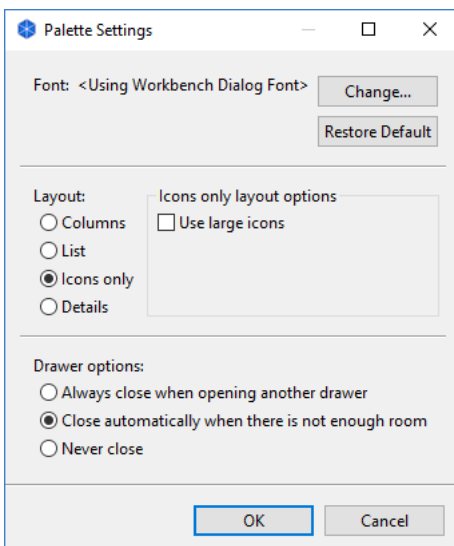 Palette Settings
Font: <Using Workbench Dialog Font>
Change...
Restore Default
Layout:
Icons only layout options
Columns
Use large icons
List
Icons only
Details
Drawer options:
Always close when opening another drawer
Close automatically when there is not enough room
Never close
OK
Cancel